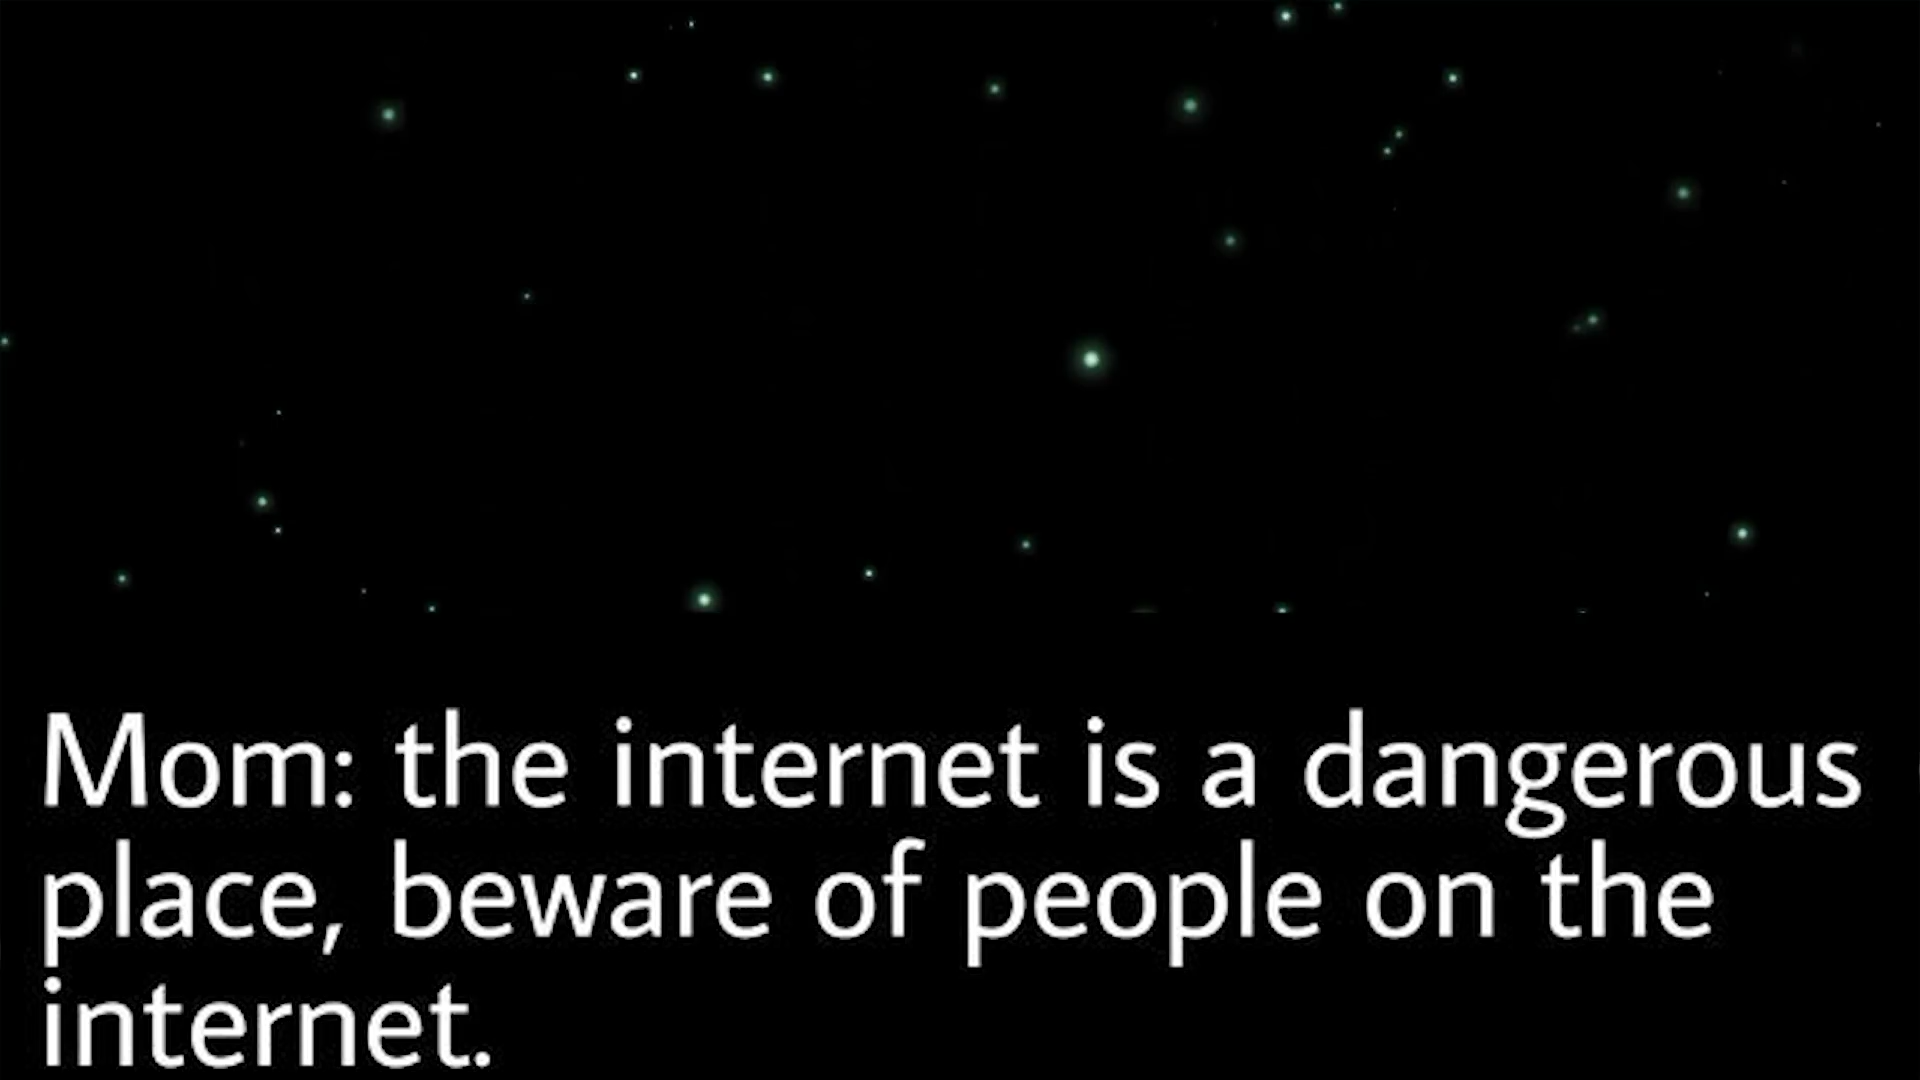 Mom: the internet is a dangerous
place, beware of people on the
internet.